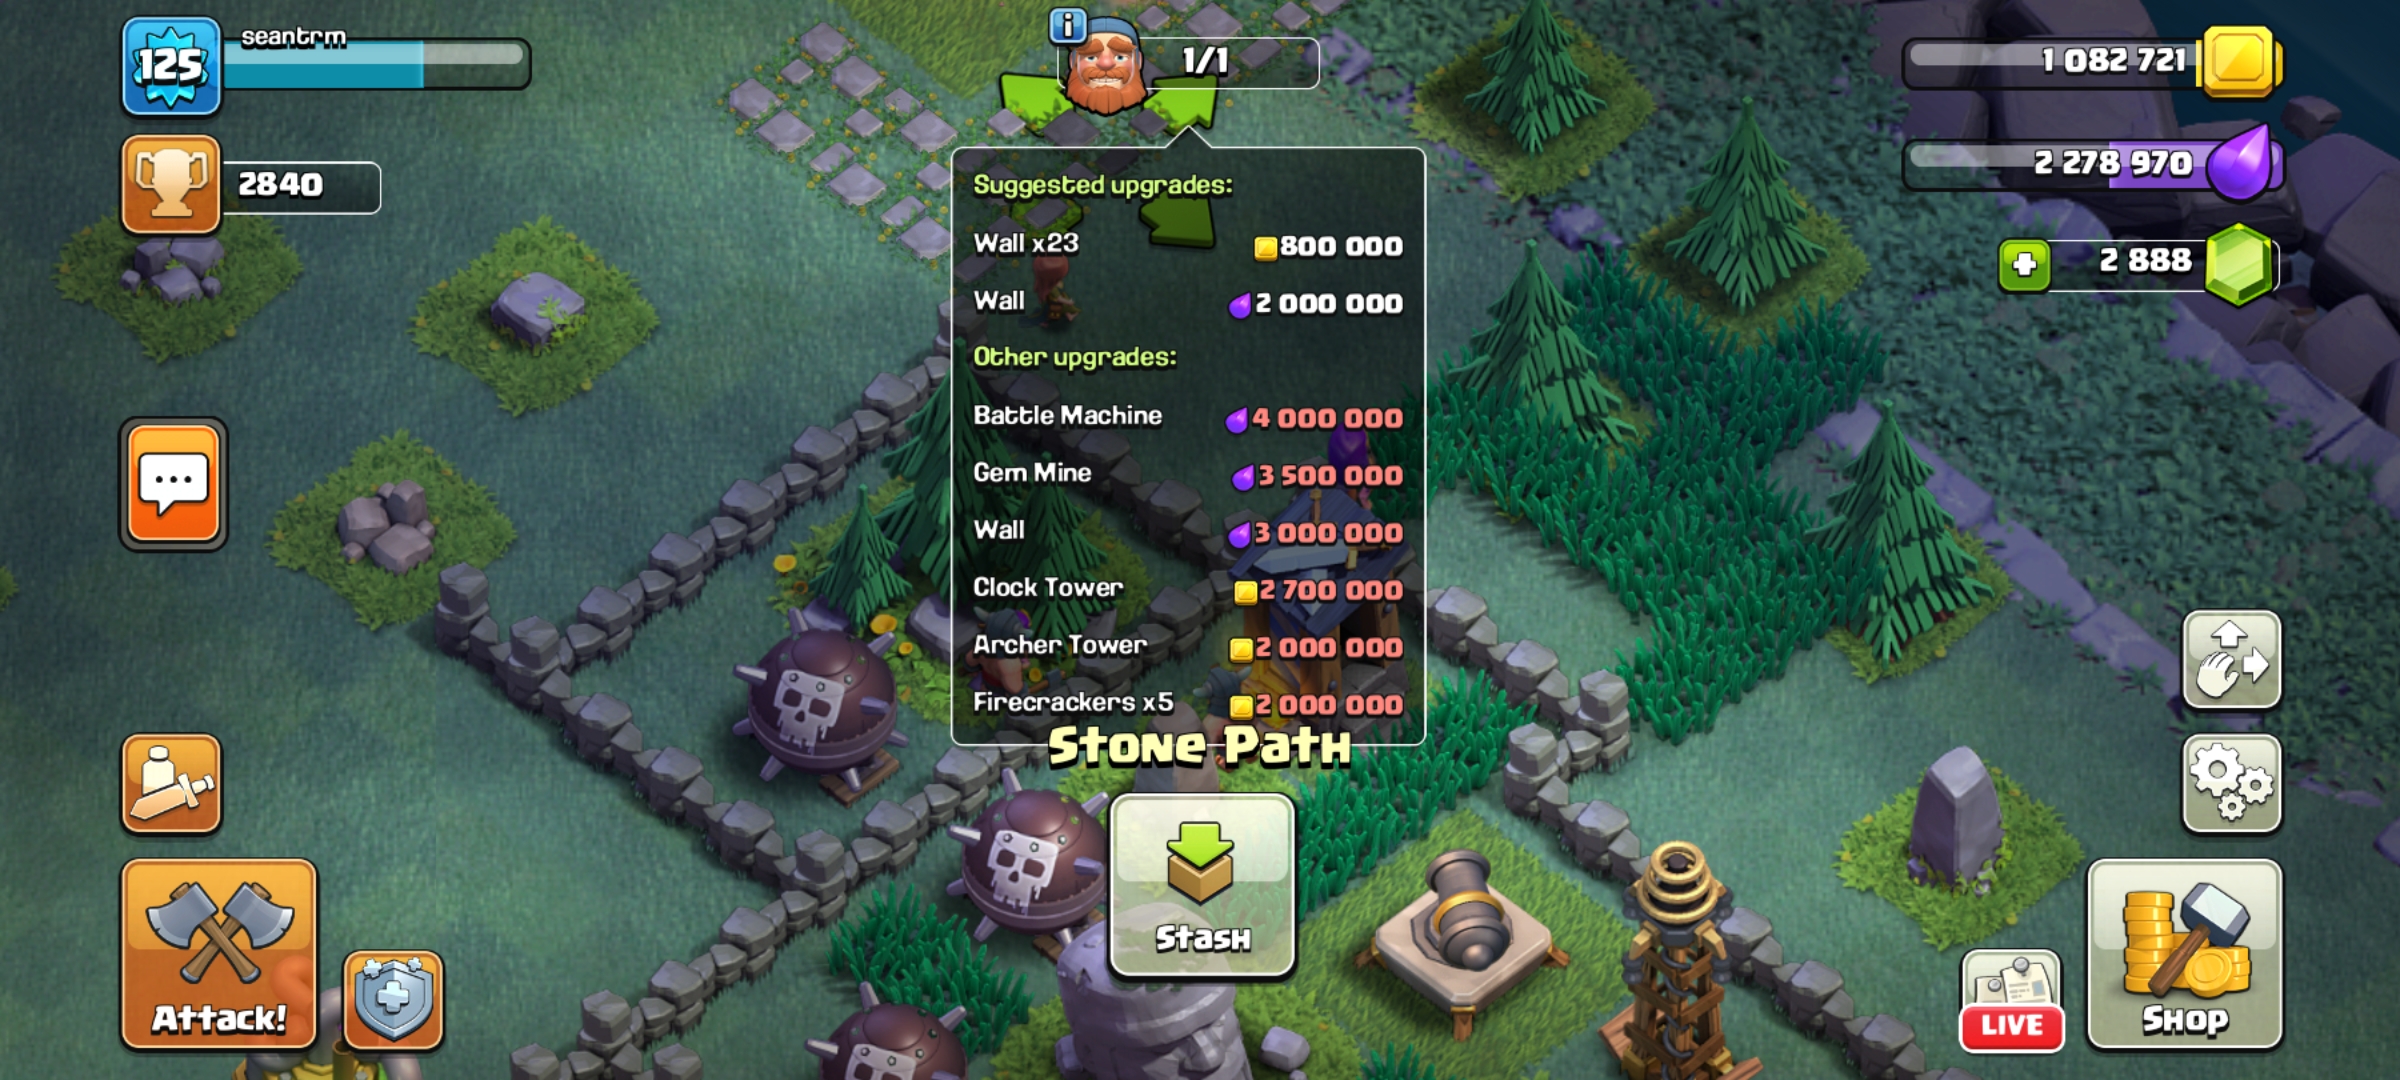 125
seantrm
i
1/1
1 082 721
2840
2 278 970
2 888
Suggested upgrades:
Wall x23 800 000
Wall 2 000 000
Other upgrades:
Battle Machine 4 000 000
Gem Mine 3 500 000
Wall 3 000 000
Clock Tower 2 700 000
Archer Tower 2 000 000
Firecrackers x5 2 000 000
Stone Path
Stash
Attack!
LIVE
Shop